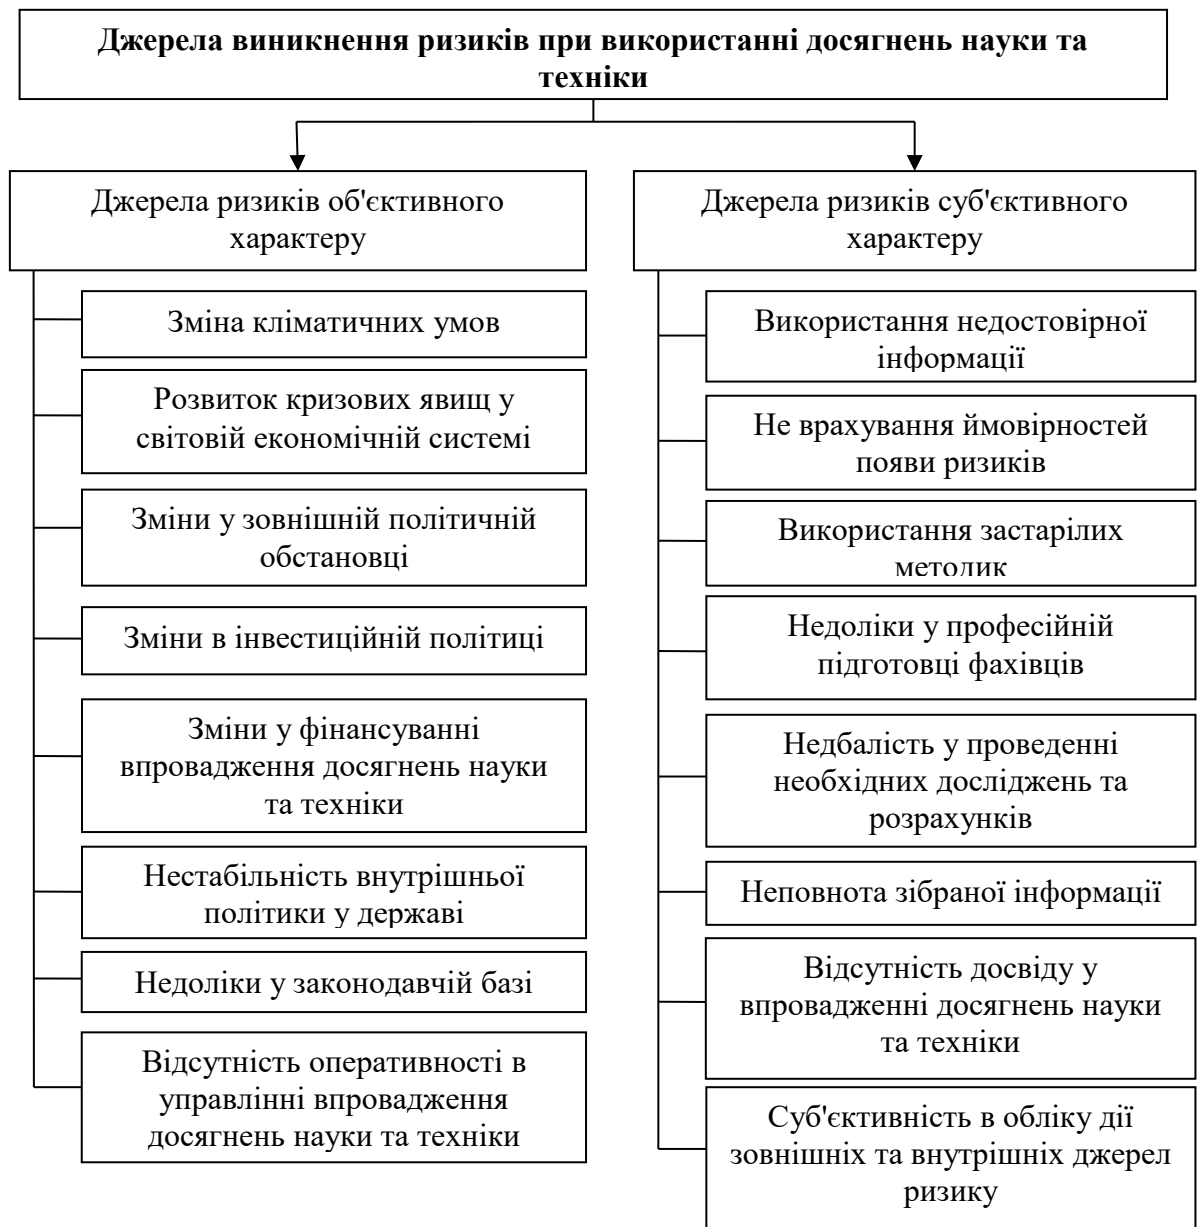 Джерела виникнення ризиків при використанні досягнень науки та
техніки
Джерела ризиків об'єктивного
характеру
Зміна кліматичних умов
Розвиток кризових явищ у
світовій економічній системі
Зміни у зовнішній політичній
обстановці
Зміни в інвестиційній політиці
Зміни у фінансуванні
впровадження досягнень науки
та техніки
Нестабільність внутрішньої
політики у державі
Недоліки у законодавчій базі
Відсутність оперативності в
управлінні впровадження
досягнень науки та техніки
Джерела ризиків суб'єктивного
характеру
Використання недостовірної
інформації
Не врахування ймовірностей
появи ризиків
Використання застарілих
методик
Недоліки у професійній
підготовці фахівців
Недбалість у проведенні
необхідних досліджень та
розрахунків
Неповнота зібраної інформації
Відсутність досвіду у
впровадженні досягнень науки
та техніки
Суб'єктивність в обліку дії
зовнішніх та внутрішніх джерел
ризику